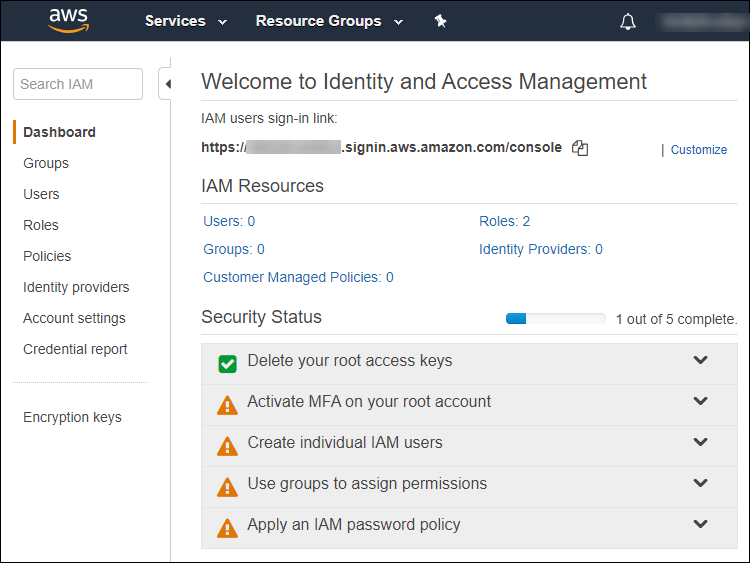 aws Services Resource Groups
Search IAM
Dashboard
Groups
Users
Roles
Policies
Identity providers
Account settings
Credential report
Encryption keys
Welcome to Identity and Access Management
IAM users sign-in link:
https:// .signin.aws.amazon.com/console | Customize
IAM Resources
Users: 0 Roles: 2
Groups: 0 Identity Providers: 0
Customer Managed Policies: 0
Security Status 1 out of 5 complete.
Delete your root access keys
Activate MFA on your root account
Create individual IAM users
Use groups to assign permissions
Apply an IAM password policy